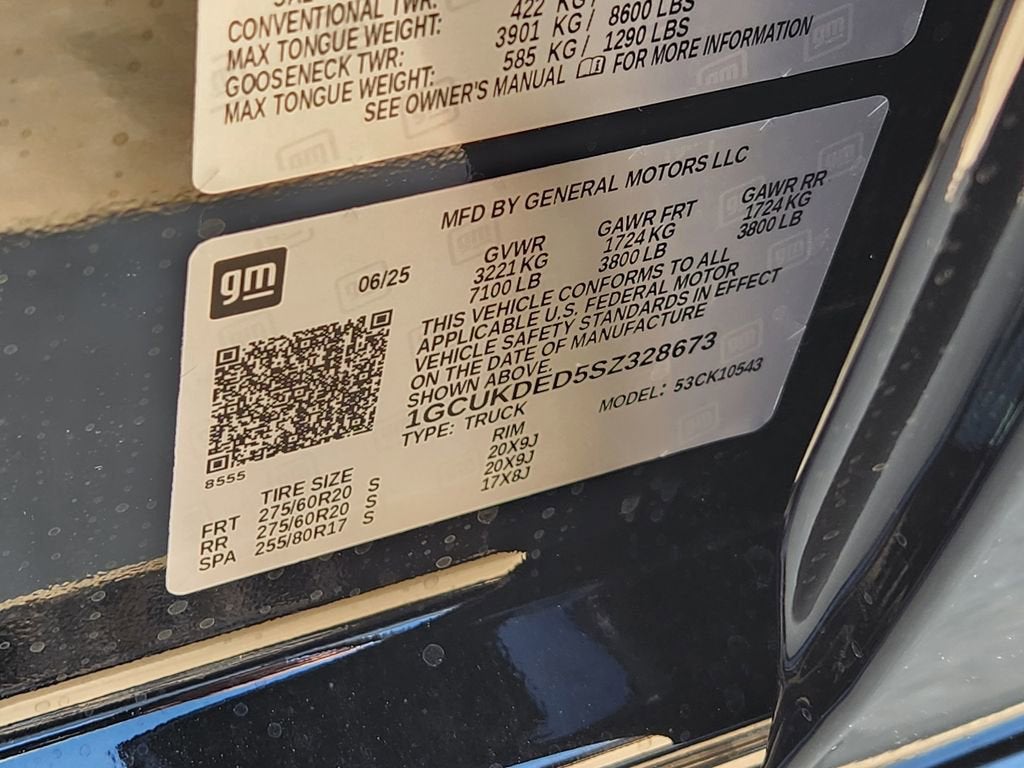 CONVENTIONAL TWR:
MAX TONGUE WEIGHT: 422 KG/
GOOSENECK TWR: 3901 KG/ 8600 LBS
MAX TONGUE WEIGHT: 585 KG/ 1290 LBS
SEE OWNER'S MANUAL FOR MORE INFORMATION
MFD BY GENERAL MOTORS LLC
gm
06/25
GVWR GAWR FRT GAWR RR
3221 KG 1724 KG 1724 KG
7100 LB 3800 LB 3800 LB
THIS VEHICLE CONFORMS TO ALL
APPLICABLE U.S. FEDERAL MOTOR
VEHICLE SAFETY STANDARDS IN EFFECT
ON THE DATE OF MANUFACTURE
SHOWN ABOVE.
1GCUKDED5SZ328673
TYPE: TRUCK MODEL: 53CK10543
8555
TIRE SIZE RIM
FRT 275/60R20 S 20X9J
RR 275/60R20 S 20X9J
SPA 255/80R17 S 17X8J